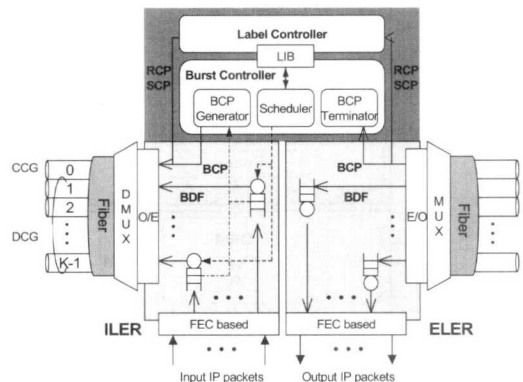 Label Controller
LIB
RCP
SCP
Burst Controller
RCP
SCP
BCP
Generator
Scheduler
BCP
Terminator
CCG
0
1
2
DCG
K-1
Fiber
DMUX
O/E
BCP
BDF
BCP
BDF
E/O
MUX
Fiber
ILER
FEC based
FEC based
ELER
Input IP packets
Output IP packets